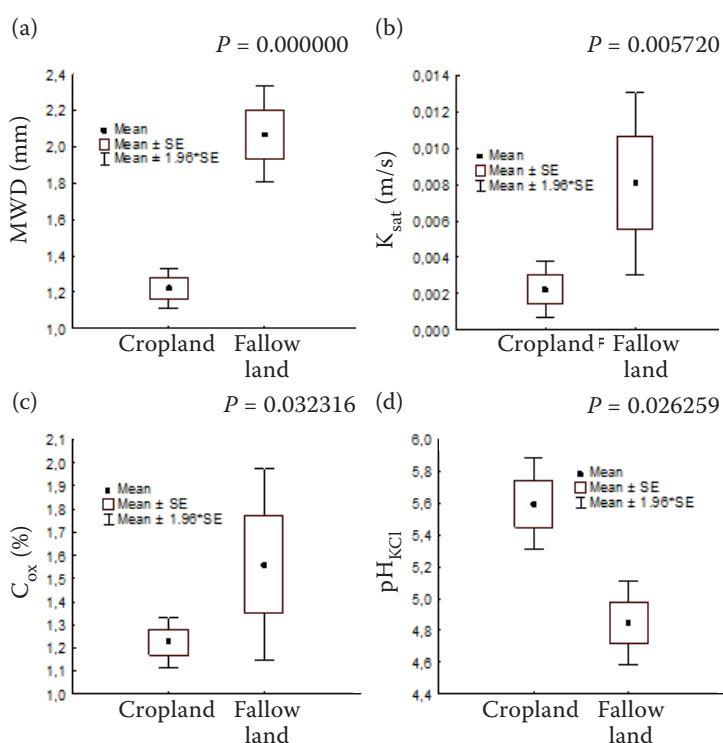 (a)
P = 0.000000
MWD (mm)
2,4
2,2
2,0
1,8
1,6
1,4
1,2
1,0
Mean
Mean ± SE
Mean ± 1.96*SE
Cropland
Fallow
land
(b)
P = 0.005720
Ksat (m/s)
0,014
0,012
0,010
0,008
0,006
0,004
0,002
0,000
Mean
Mean ± SE
Mean ± 1.96*SE
Cropland
F
Fallow
land
(c)
P = 0.032316
Cox (%)
2,1
2,0
1,9
1,8
1,7
1,6
1,5
1,4
1,3
1,2
1,1
1,0
Mean
Mean ± SE
Mean ± 1.96*SE
Cropland
Fallow
land
(d)
P = 0.026259
pHKCl
6,0
5,8
5,6
5,4
5,2
5,0
4,8
4,6
4,4
Mean
Mean ± SE
Mean ± 1.96*SE
Cropland
Fallow
land